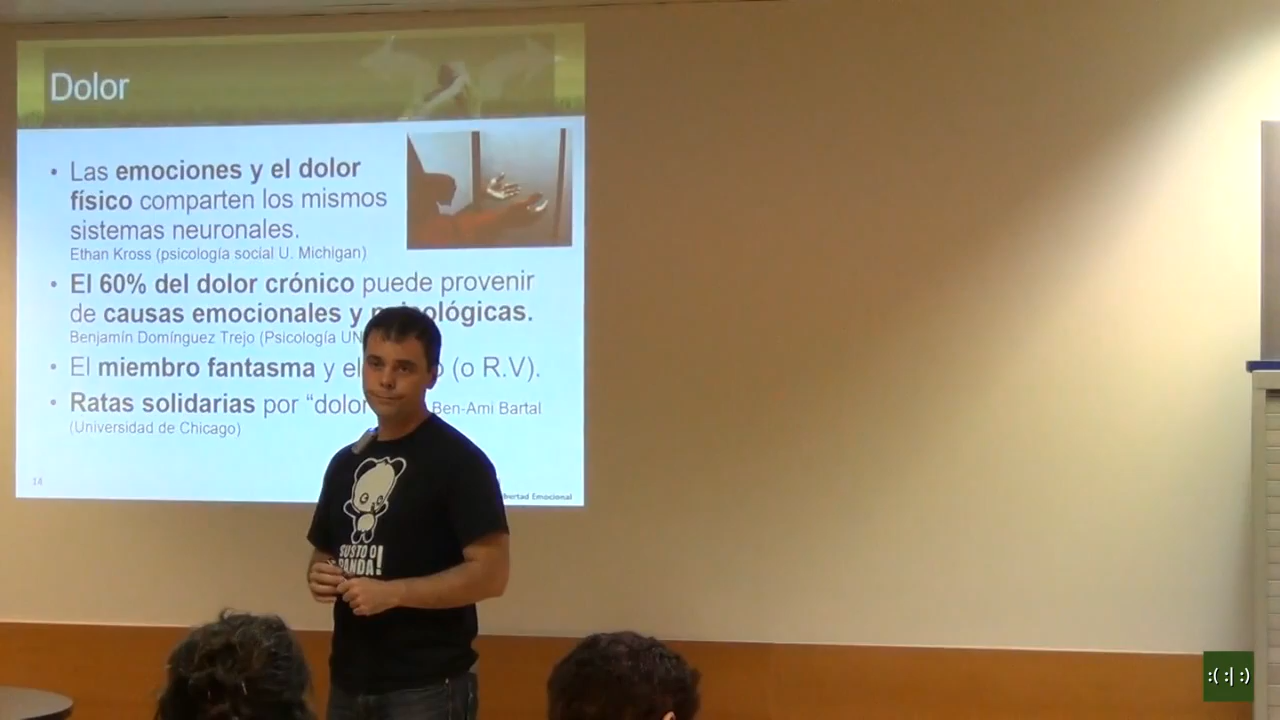 Dolor
• Las emociones y el dolor
físico comparten los mismos
sistemas neuronales.
Ethan Kross (psicología social U. Michigan)
• El 60% del dolor crónico puede provenir
de causas emocionales y
Benjamín Domínguez Trejo (Psicología UN
• El miembro fantasma y el (o R.V).
• Ratas solidarias por “dolor Ben-Ami Bartal
(Universidad de Chicago)
14
Emocional
SUSTO O
PANDA!
:( :| :)